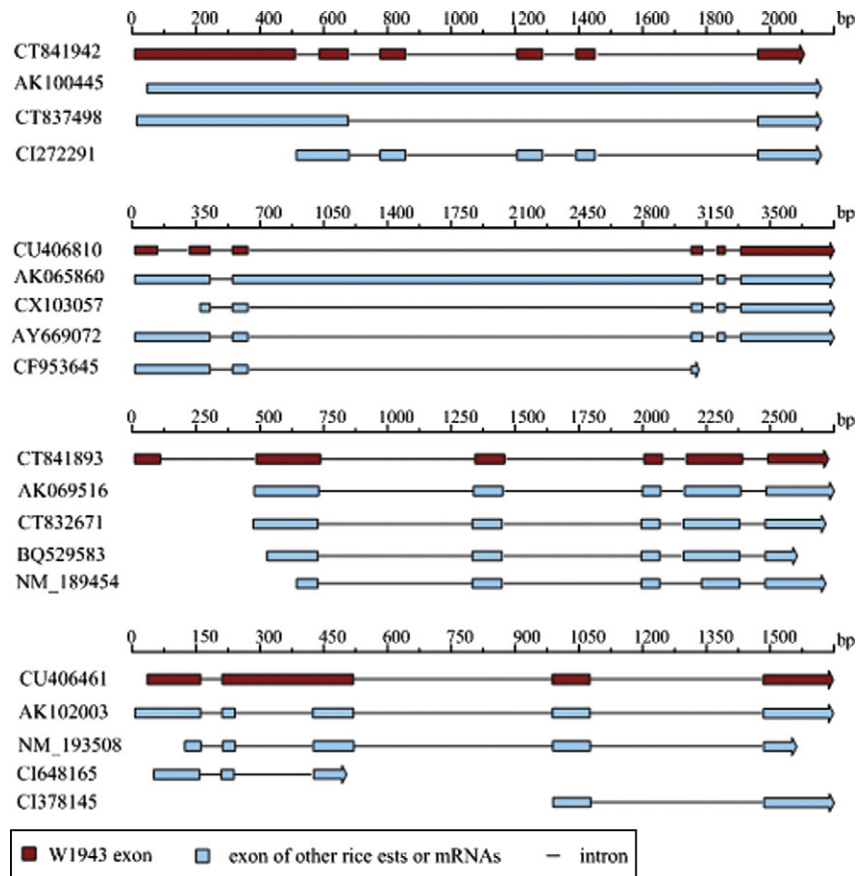 0 200 400 600 800 1000 1200 1400 1600 1800 2000 bp
CT841942
AK100445
CT837498
CI272291
0 350 700 1050 1400 1750 2100 2450 2800 3150 3500 bp
CU406810
AK065860
CX103057
AY669072
CF953645
0 250 500 750 1000 1250 1500 1750 2000 2250 2500 bp
CT841893
AK069516
CT832671
BQ529583
NM_189454
0 150 300 450 600 750 900 1050 1200 1350 1500 bp
CU406461
AK102003
NM_193508
CI648165
CI378145
W1943 exon exon of other rice ests or mRNAs intron